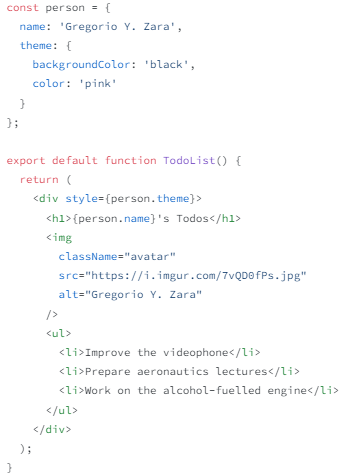 const person = {
  name: 'Gregorio Y. Zara',
  theme: {
    backgroundColor: 'black',
    color: 'pink'
  }
};

export default function TodoList() {
  return (
    <div style={person.theme}>
      <h1>{person.name}'s Todos</h1>
      <img
        className="avatar"
        src="https://i.imgur.com/7vQD0fPs.jpg"
        alt="Gregorio Y. Zara"
      />
      <ul>
        <li>Improve the videophone</li>
        <li>Prepare aeronautics lectures</li>
        <li>Work on the alcohol-fuelled engine</li>
      </ul>
    </div>
  );
}